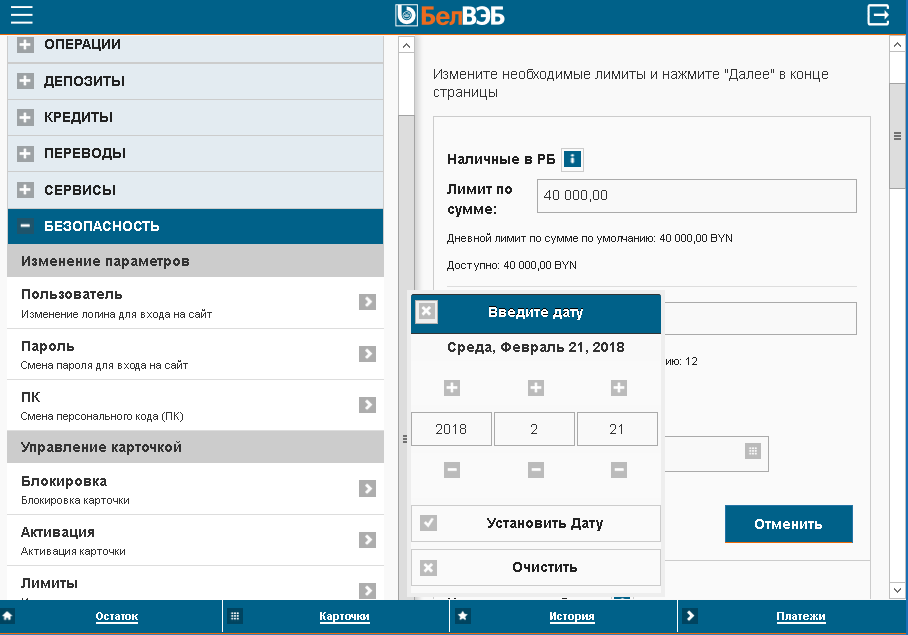 БелВЭБ
ОПЕРАЦИИ
ДЕПОЗИТЫ
КРЕДИТЫ
ПЕРЕВОДЫ
СЕРВИСЫ
БЕЗОПАСНОСТЬ
Изменение параметров
Пользователь
Изменение логина для входа на сайт
Пароль
Смена пароля для входа на сайт
ПК
Смена персонального кода (ПК)
Управление карточкой
Блокировка
Блокировка карточки
Активация
Активация карточки
Лимиты
Измените необходимые лимиты и нажмите "Далее" в конце
страницы
Наличные в РБ
Лимит по
сумме:
40 000,00
Дневной лимит по сумме по умолчанию: 40 000,00 BYN
Доступно: 40 000,00 BYN
ию: 12
Введите дату
Среда, Февраль 21, 2018
2018 2 21
Установить Дату
Очистить
Отменить
Остаток
Карточки
История
Платежи